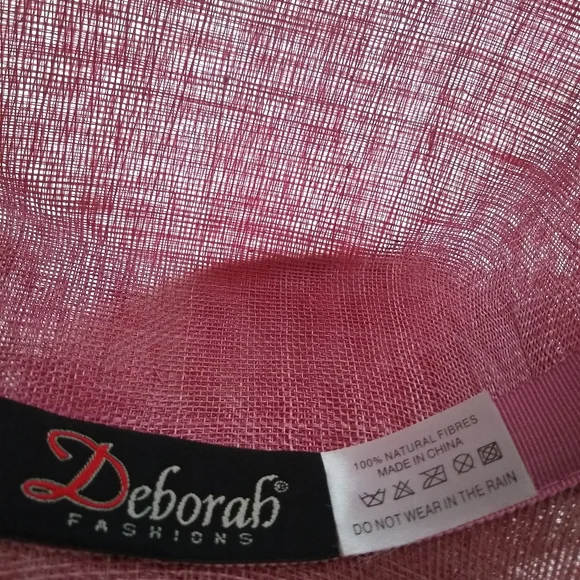 Deborah®
FASHIONS
100% NATURAL FIBRES
MADE IN CHINA
DO NOT WEAR IN THE RAIN